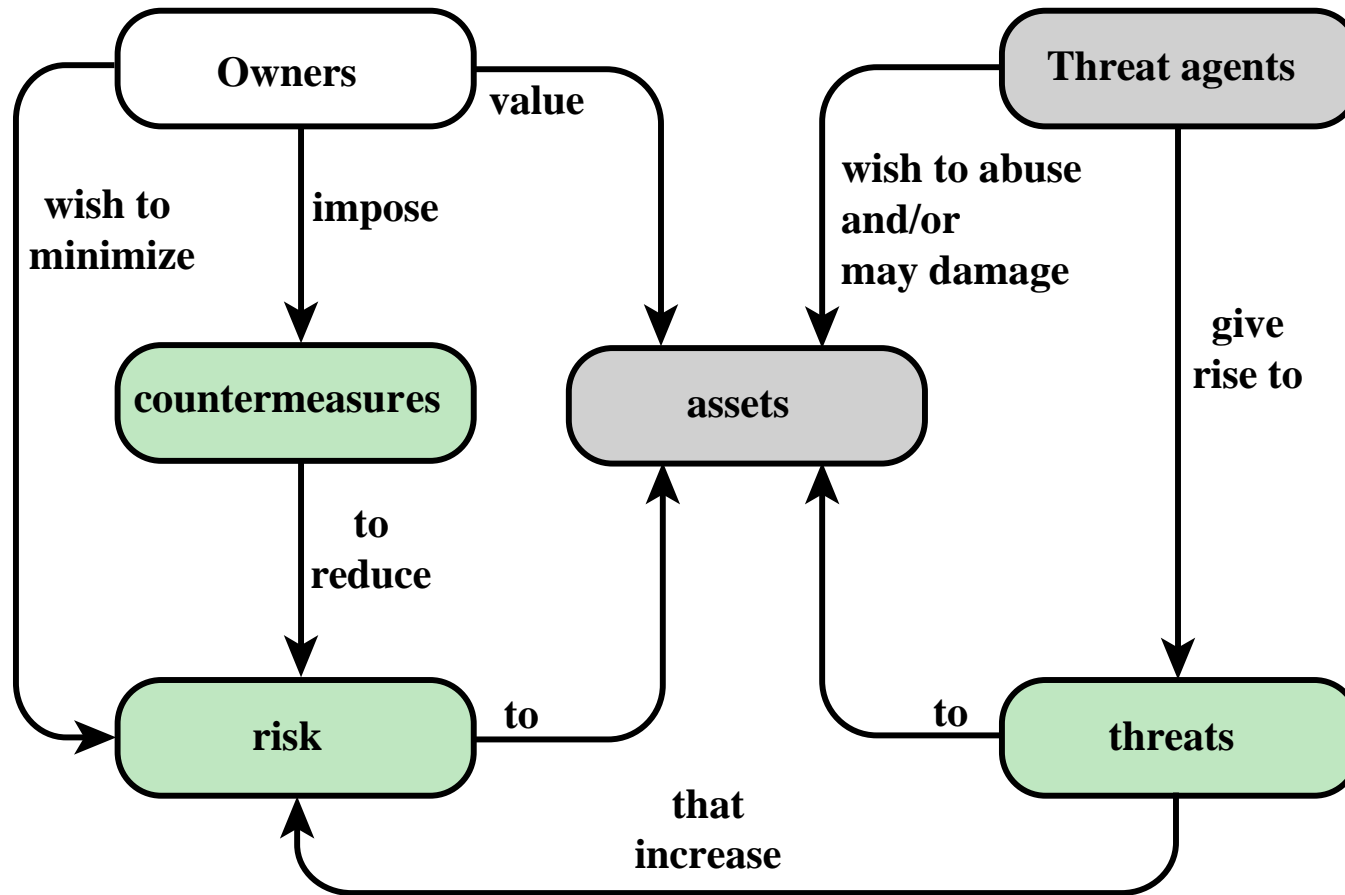 Owners
Threat agents
value
wish to
minimize
impose
wish to abuse
and/or
may damage
give
rise to
countermeasures
assets
to
reduce
risk
to
to
threats
that
increase